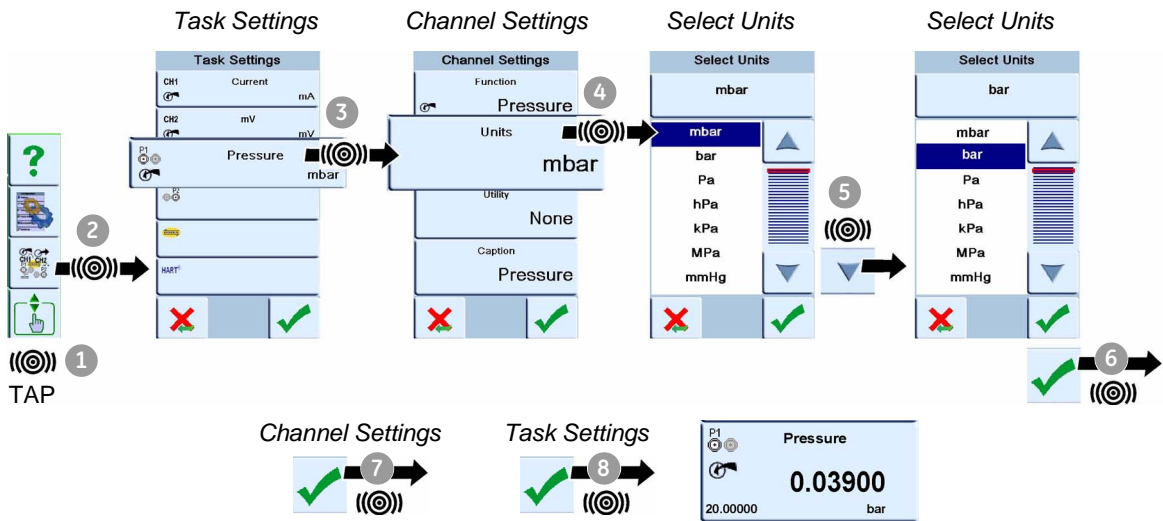 Task Settings
Channel Settings
Select Units
Select Units
Task Settings
CH1 Current
mA
CH2 mV
mV
P1
Pressure
mbar
P2
HART®
Channel Settings
Function
Pressure
Units
mbar
Utility
None
Caption
Pressure
Select Units
mbar
mbar
bar
Pa
hPa
kPa
MPa
mmHg
Select Units
bar
mbar
bar
Pa
hPa
kPa
MPa
mmHg
?
CH1 CH2
1
TAP
2
3
4
5
6
Channel Settings
7
Task Settings
8
P1
Pressure
0.03900
20.00000 bar